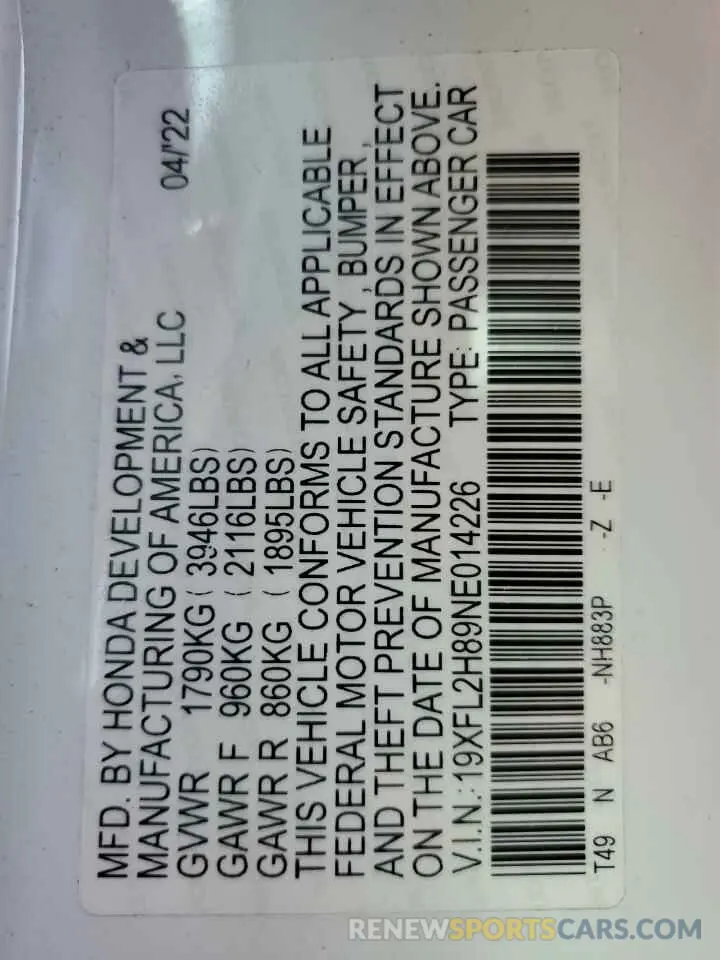 MFD. BY HONDA DEVELOPMENT & 04/'22
MANUFACTURING OF AMERICA, LLC
GVWR 1790KG ( 3946LBS)
GAWR F 960KG ( 2116LBS)
GAWR R 860KG ( 1895LBS)
THIS VEHICLE CONFORMS TO ALL APPLICABLE
FEDERAL MOTOR VEHICLE SAFETY , BUMPER ,
AND THEFT PREVENTION STANDARDS IN EFFECT
ON THE DATE OF MANUFACTURE SHOWN ABOVE.
V.I.N.: 19XFL2H89NE014226 TYPE: PASSENGER CAR
T49 N AB6 -NH883P - -Z -E
RENEWSPORTSCARS.COM